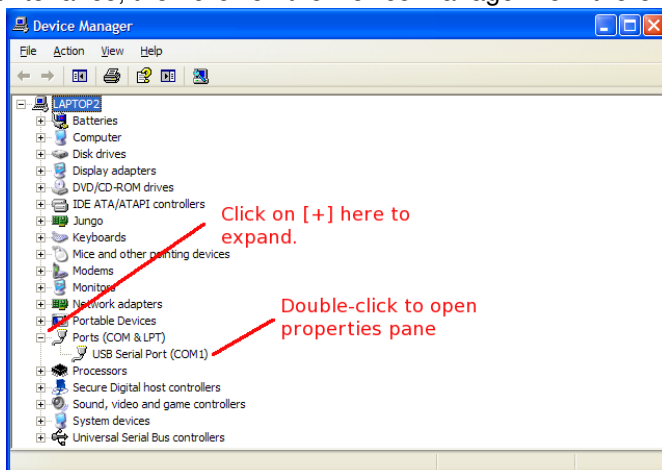 Device Manager
File Action View Help
LAPTOP2
Batteries
Computer
Disk drives
Display adapters
DVD/CD-ROM drives
IDE ATA/ATAPI controllers
Jungo
Keyboards
Mice and other pointing devices
Modems
Monitors
Network adapters
Portable Devices
Ports (COM & LPT)
USB Serial Port (COM1)
Processors
Secure Digital host controllers
Sound, video and game controllers
System devices
Universal Serial Bus controllers
Click on [+] here to
expand.
Double-click to open
properties pane